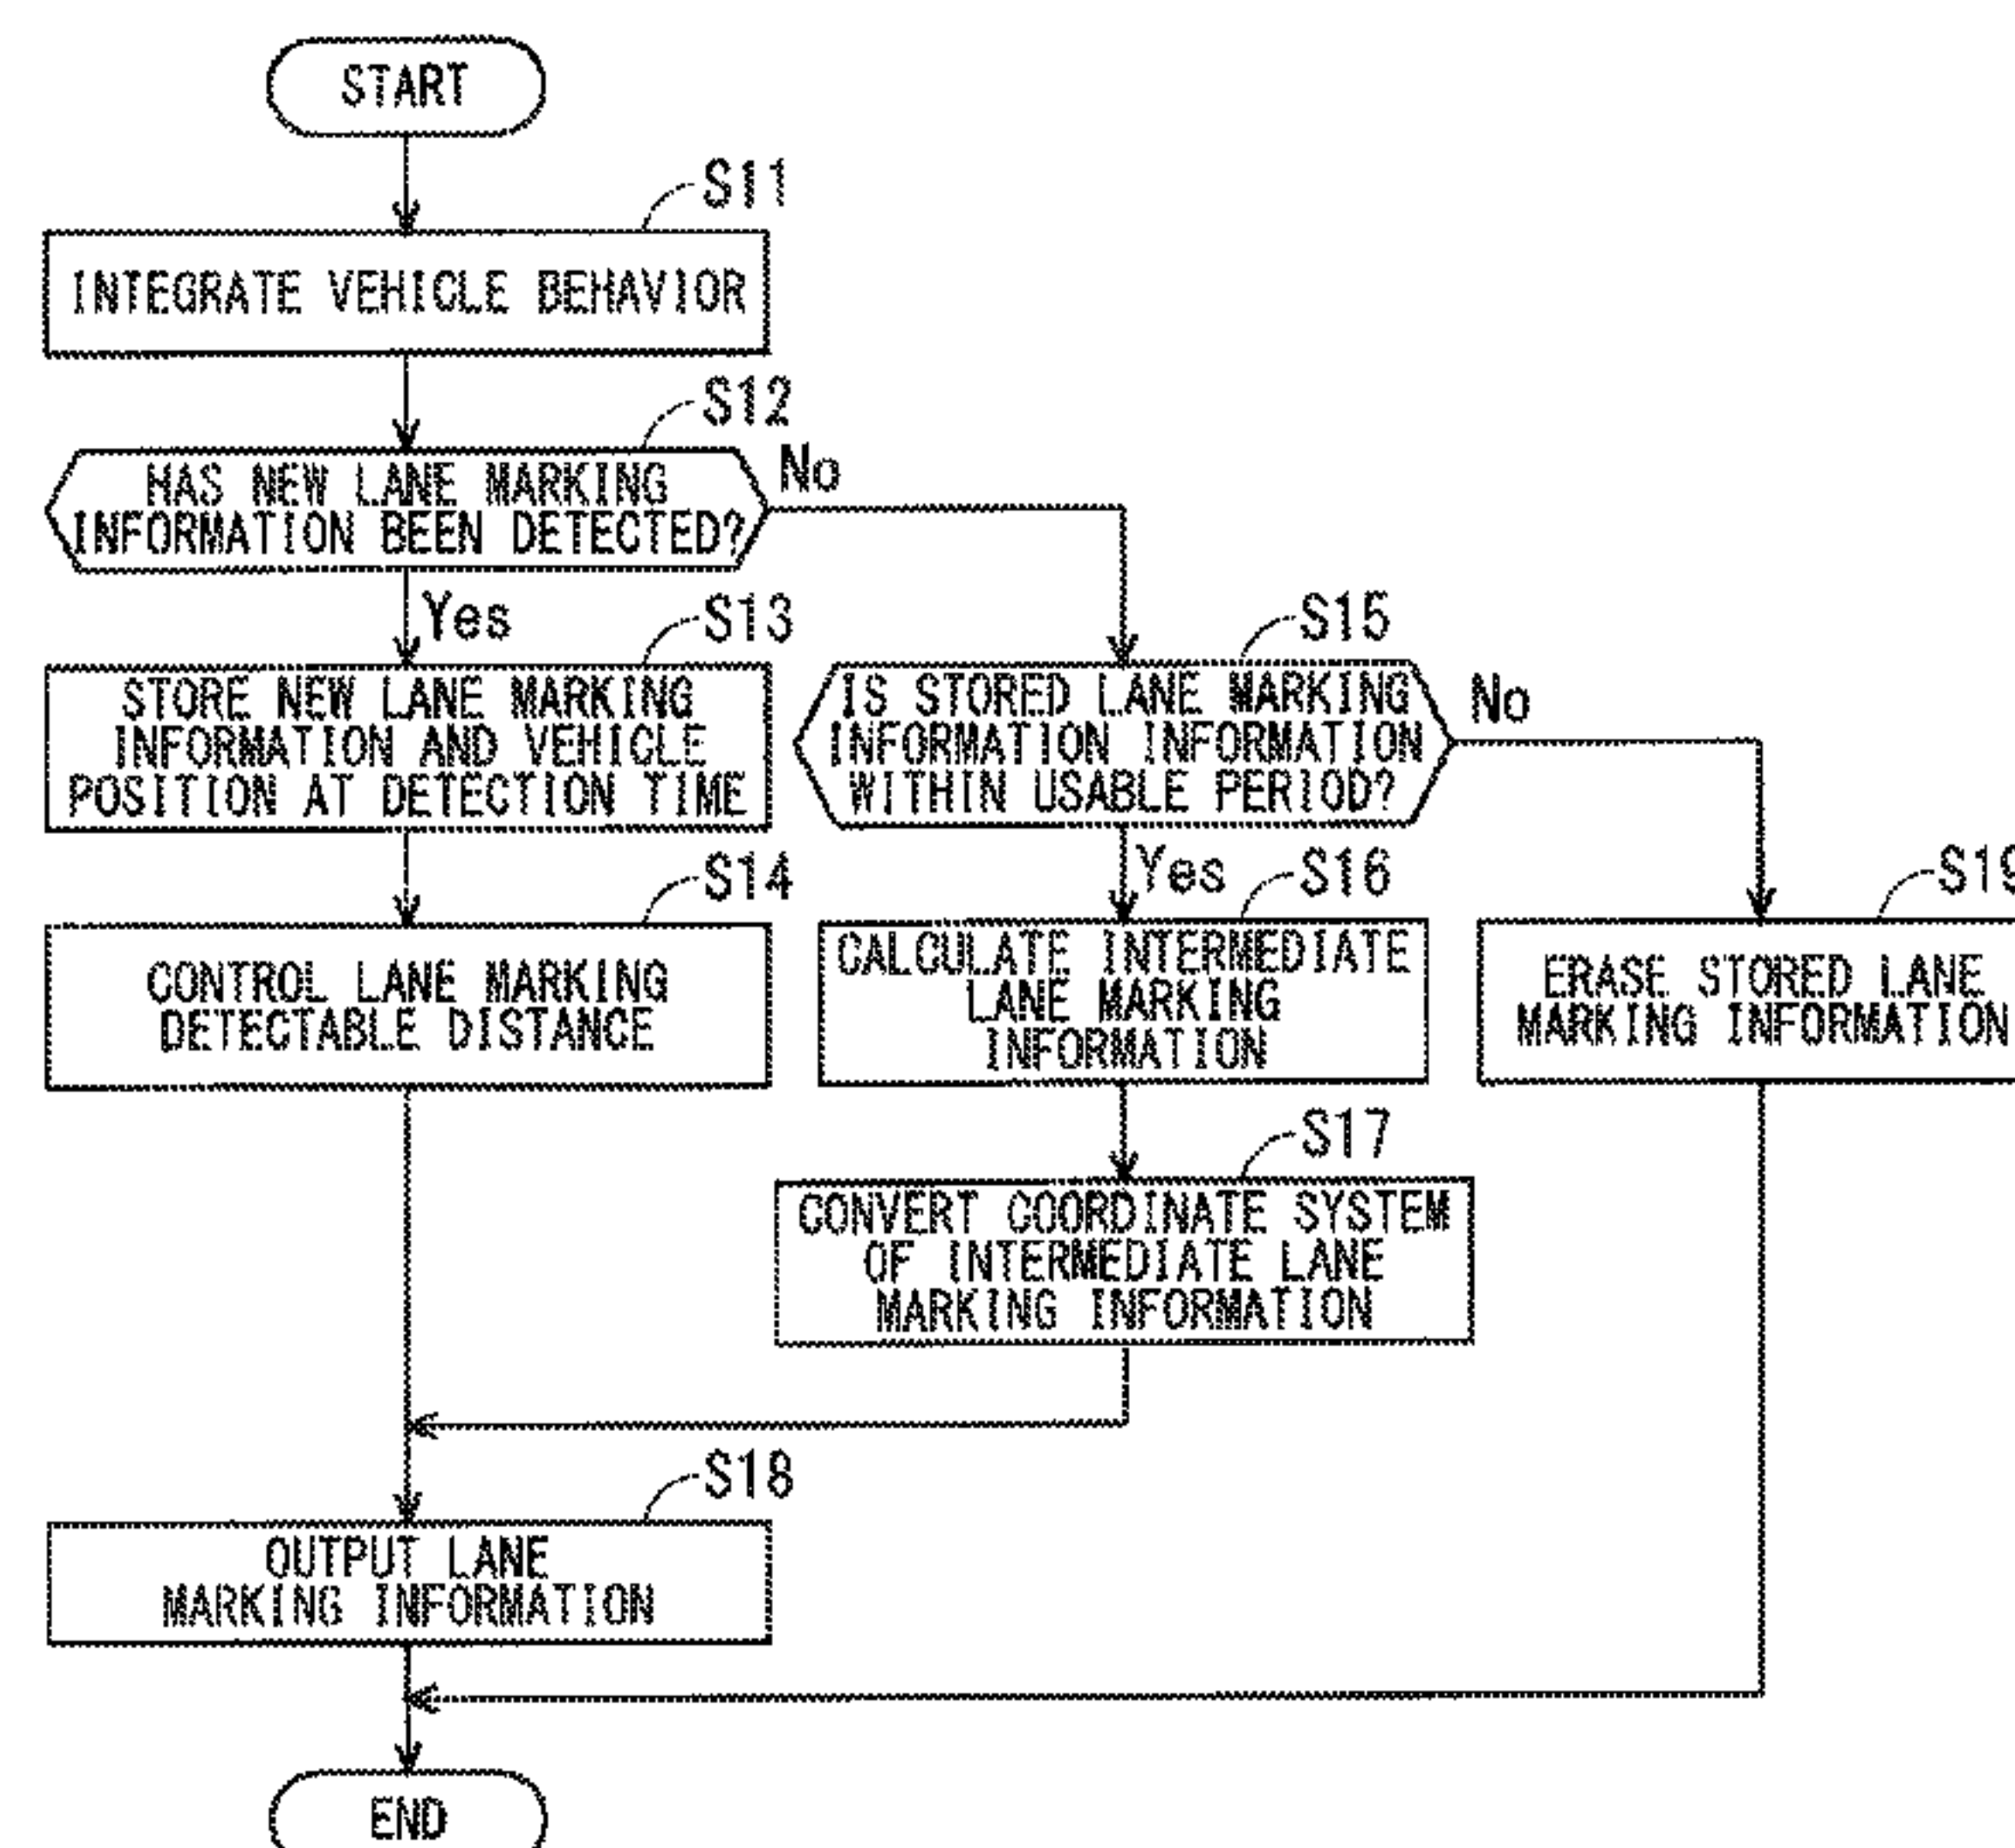 START
S11
INTEGRATE VEHICLE BEHAVIOR
S12
HAS NEW LANE MARKING
INFORMATION BEEN DETECTED?
No
Yes
S13
STORE NEW LANE MARKING
INFORMATION AND VEHICLE
POSITION AT DETECTION TIME
S15
IS STORED LANE MARKING
INFORMATION INFORMATION
WITHIN USABLE PERIOD?
No
S14
CONTROL LANE MARKING
DETECTABLE DISTANCE
Yes
S16
CALCULATE INTERMEDIATE
LANE MARKING
INFORMATION
S19
ERASE STORED LANE
MARKING INFORMATION
S17
CONVERT COORDINATE SYSTEM
OF INTERMEDIATE LANE
MARKING INFORMATION
S18
OUTPUT LANE
MARKING INFORMATION
END